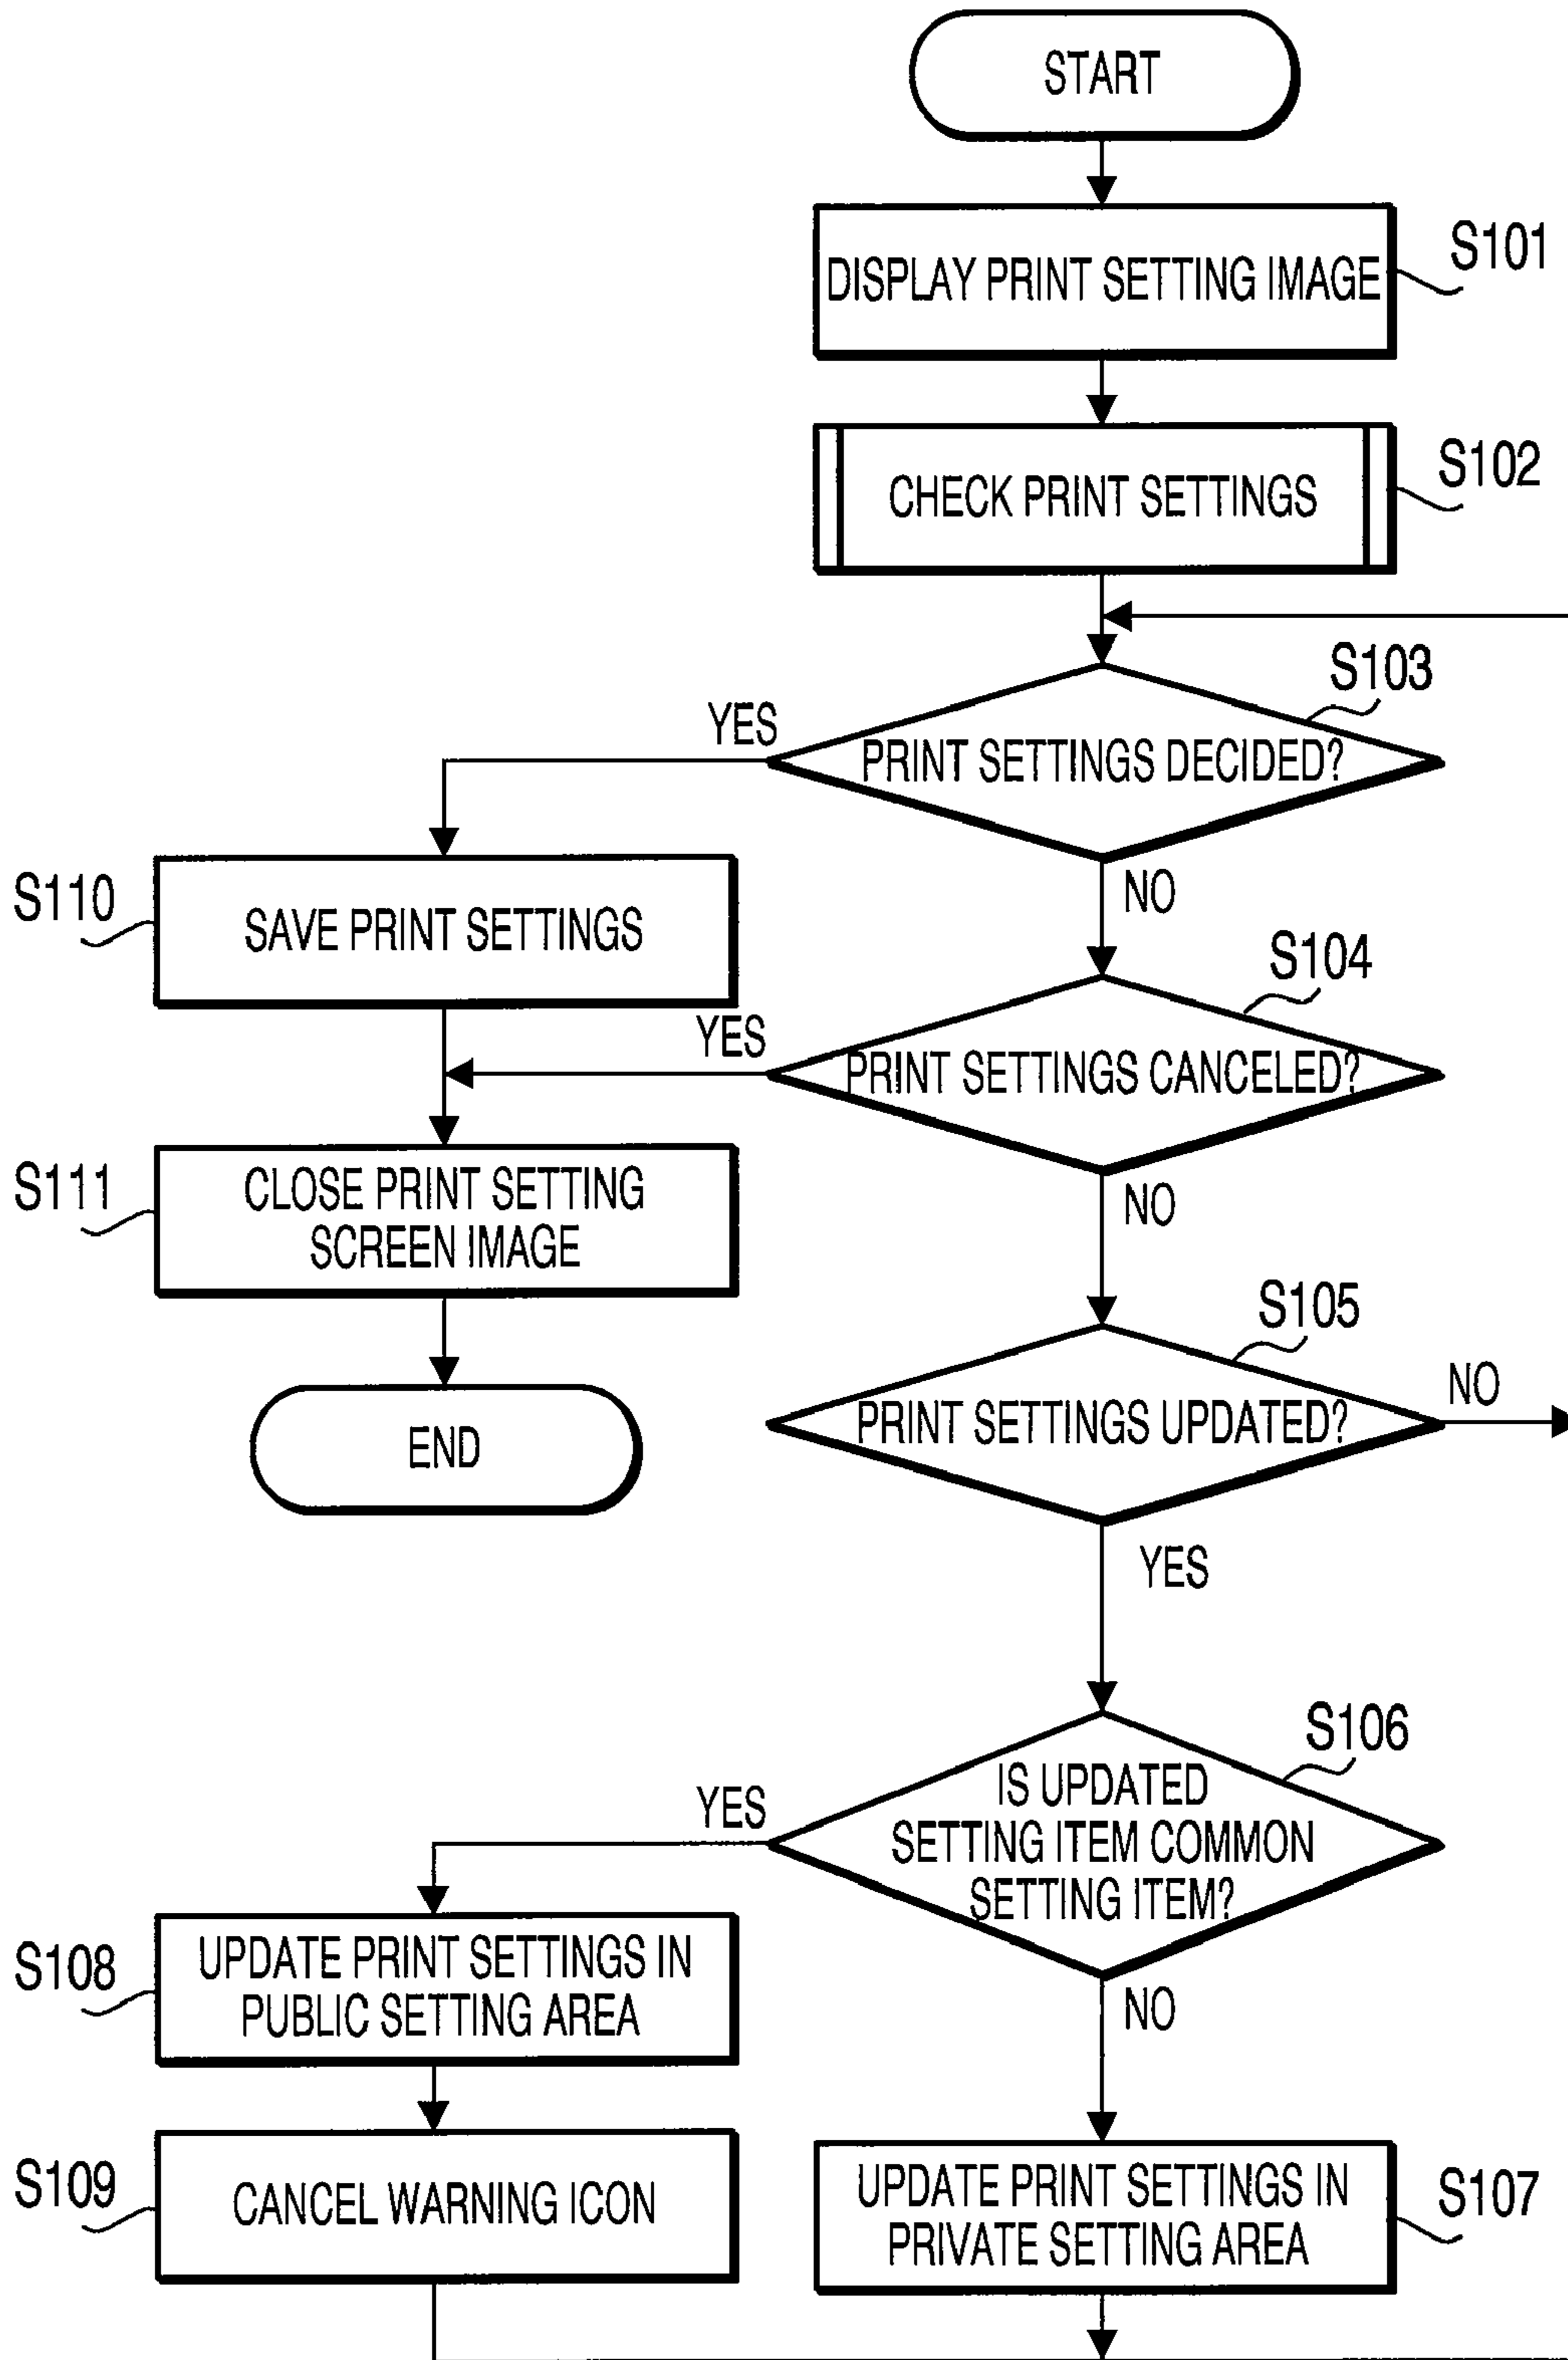 START
DISPLAY PRINT SETTING IMAGE
S101
CHECK PRINT SETTINGS
S102
S103
YES
PRINT SETTINGS DECIDED?
NO
S110
SAVE PRINT SETTINGS
S104
YES
PRINT SETTINGS CANCELED?
NO
S111
CLOSE PRINT SETTING
SCREEN IMAGE
S105
NO
PRINT SETTINGS UPDATED?
END
YES
S106
YES
IS UPDATED
SETTING ITEM COMMON
SETTING ITEM?
S108
UPDATE PRINT SETTINGS IN
PUBLIC SETTING AREA
NO
S109
CANCEL WARNING ICON
UPDATE PRINT SETTINGS IN
PRIVATE SETTING AREA
S107